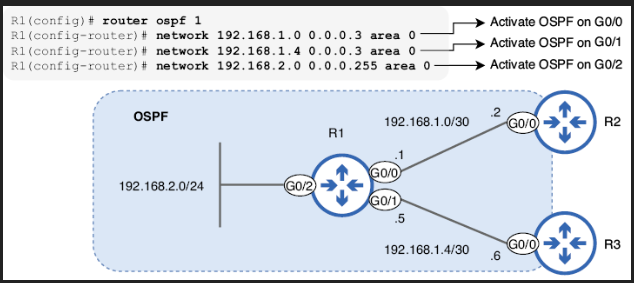 R1(config)# router ospf 1
R1(config-router)# network 192.168.1.0 0.0.0.3 area 0
Activate OSPF on G0/0
R1(config-router)# network 192.168.1.4 0.0.0.3 area 0
Activate OSPF on G0/1
R1(config-router)# network 192.168.2.0 0.0.0.255 area 0
Activate OSPF on G0/2
OSPF
192.168.1.0/30
.2
G0/0
R2
R1
.1
G0/0
192.168.2.0/24
G0/2
G0/1
.5
192.168.1.4/30
.6
G0/0
R3